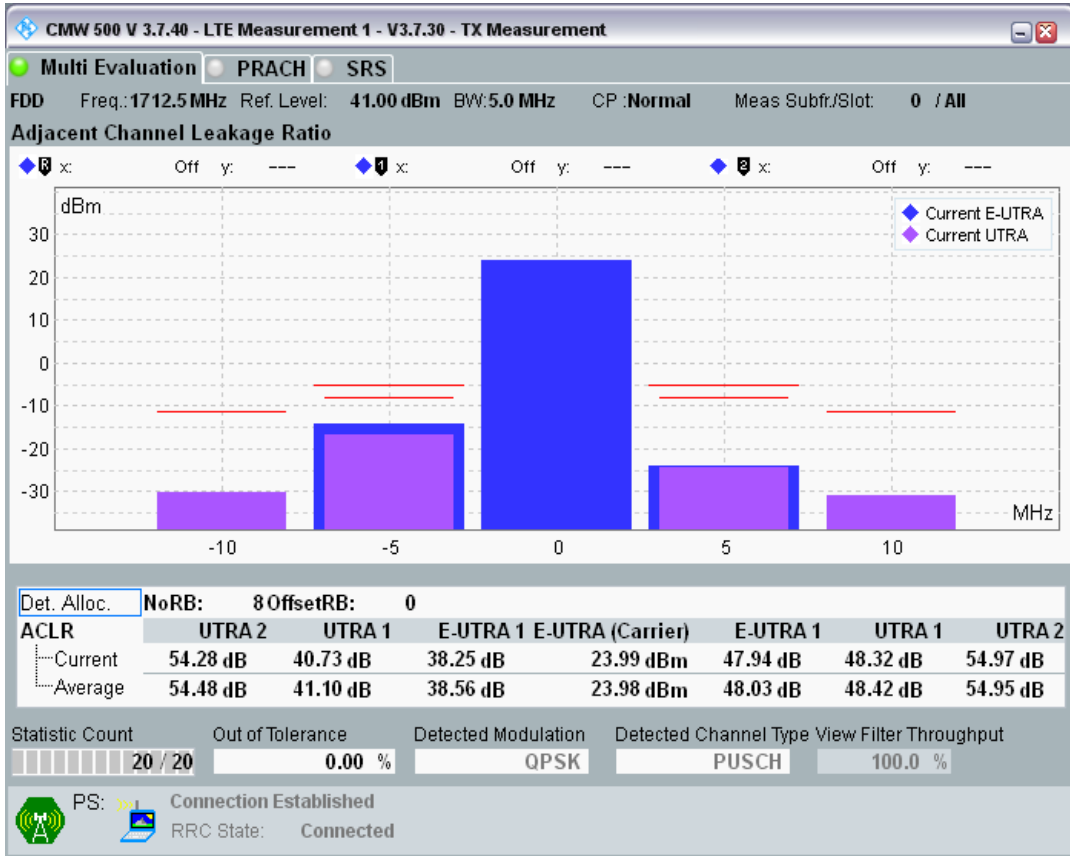 CMW 500 V 3.7.40 - LTE Measurement 1 - V3.7.30 - TX Measurement
Multi Evaluation PRACH SRS
FDD Freq.:1712.5 MHz Ref. Level: 41.00 dBm BW:5.0 MHz CP :Normal Meas Subfr./Slot: 0 / All
Adjacent Channel Leakage Ratio
R x: Off y: --- 1 x: Off y: --- 2 x: Off y: ---
dBm
Current E-UTRA
Current UTRA
30
20
10
0
-10
-20
-30
MHz
-10 -5 0 5 10
Det. Alloc. NoRB: 8 OffsetRB: 0
ACLR UTRA 2 UTRA 1 E-UTRA 1 E-UTRA (Carrier) E-UTRA 1 UTRA 1 UTRA 2
Current 54.28 dB 40.73 dB 38.25 dB 23.99 dBm 47.94 dB 48.32 dB 54.97 dB
Average 54.48 dB 41.10 dB 38.56 dB 23.98 dBm 48.03 dB 48.42 dB 54.95 dB
Statistic Count Out of Tolerance Detected Modulation Detected Channel Type View Filter Throughput
20 / 20 0.00 % QPSK PUSCH 100.0 %
PS: Connection Established
RRC State: Connected